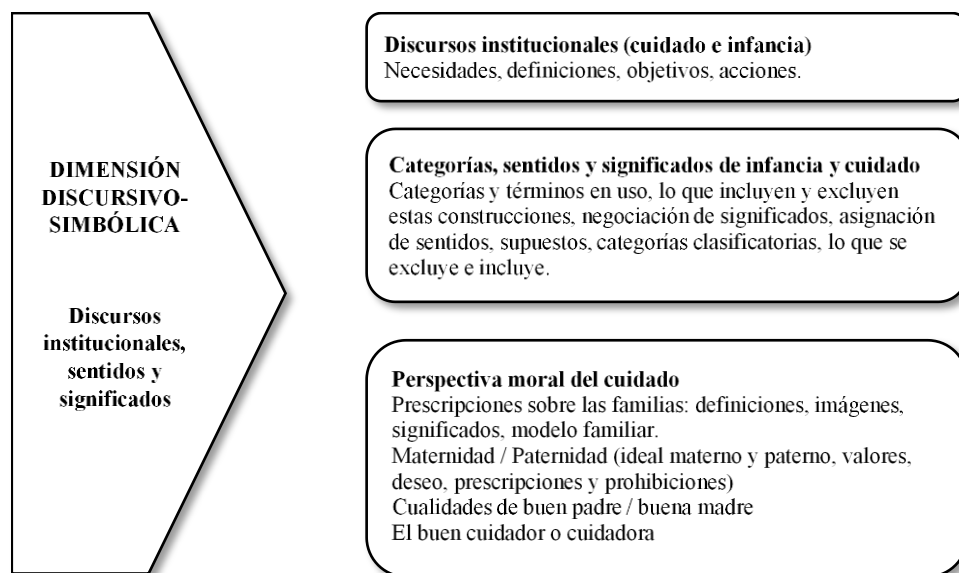 DIMENSIÓN
DISCURSIVO-
SIMBÓLICA
Discursos
institucionales,
sentidos y
significados
Discursos institucionales (cuidado e infancia)
Necesidades, definiciones, objetivos, acciones.
Categorías, sentidos y significados de infancia y cuidado
Categorías y términos en uso, lo que incluyen y excluyen
estas construcciones, negociación de significados, asignación
de sentidos, supuestos, categorías clasificatorias, lo que se
excluye e incluye.
Perspectiva moral del cuidado
Prescripciones sobre las familias: definiciones, imágenes,
significados, modelo familiar.
Maternidad / Paternidad (ideal materno y paterno, valores,
deseo, prescripciones y prohibiciones)
Cualidades de buen padre / buena madre
El buen cuidador o cuidadora